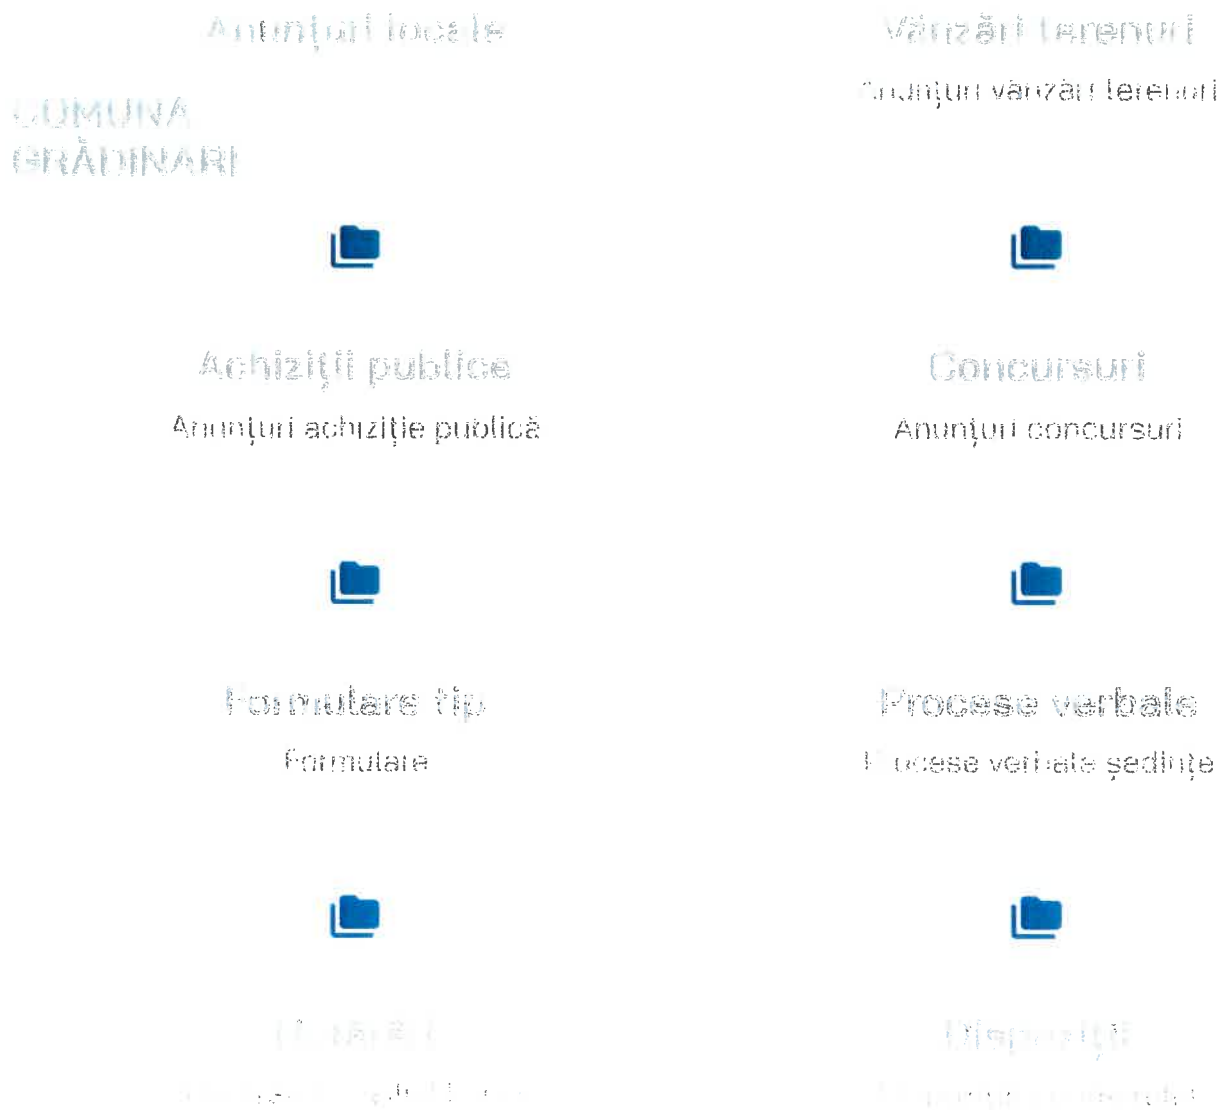 Anunțuri locale
Vânzări terenuri
Anunțuri vânzări terenuri
COMUNA
GRĂDINARI
Achiziții publice
Concursuri
Anunțuri achiziție publică
Anunțuri concursuri
Formulare tip
Procese verbale
Formulare
Procese verbale ședințe
Dispoziții